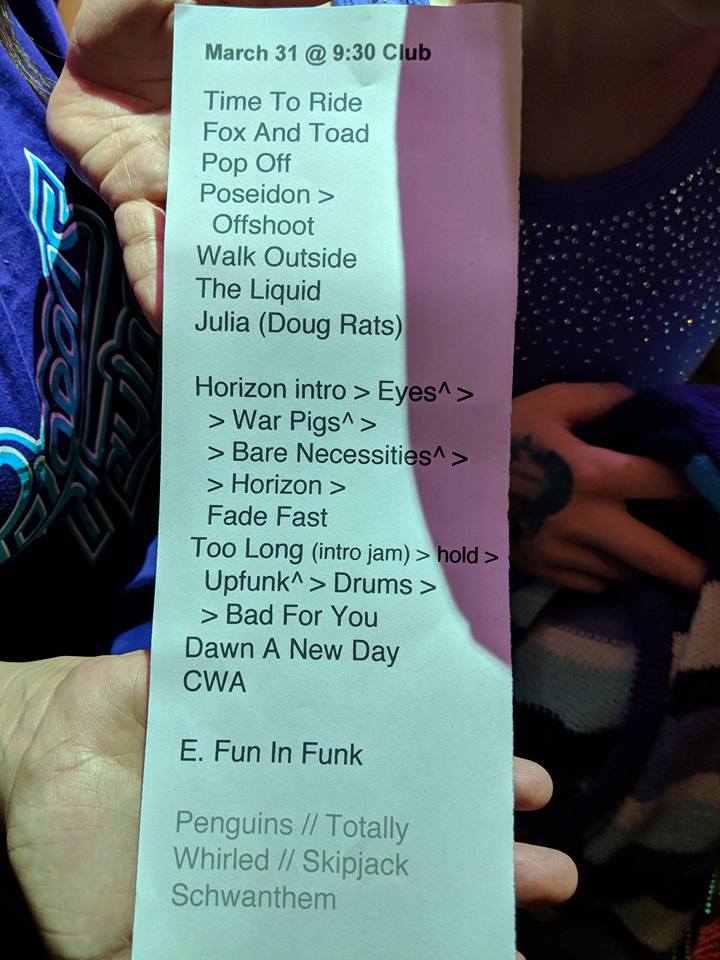 March 31 @ 9:30 Club
Time To Ride
Fox And Toad
Pop Off
Poseidon >
Offshoot
Walk Outside
The Liquid
Julia (Doug Rats)
Horizon intro > Eyes^ >
> War Pigs^ >
> Bare Necessities^ >
> Horizon >
Fade Fast
Too Long (intro jam) > hold >
Upfunk^ > Drums >
> Bad For You
Dawn A New Day
CWA
E. Fun In Funk
Penguins // Totally
Whirled // Skipjack
Schwanthem